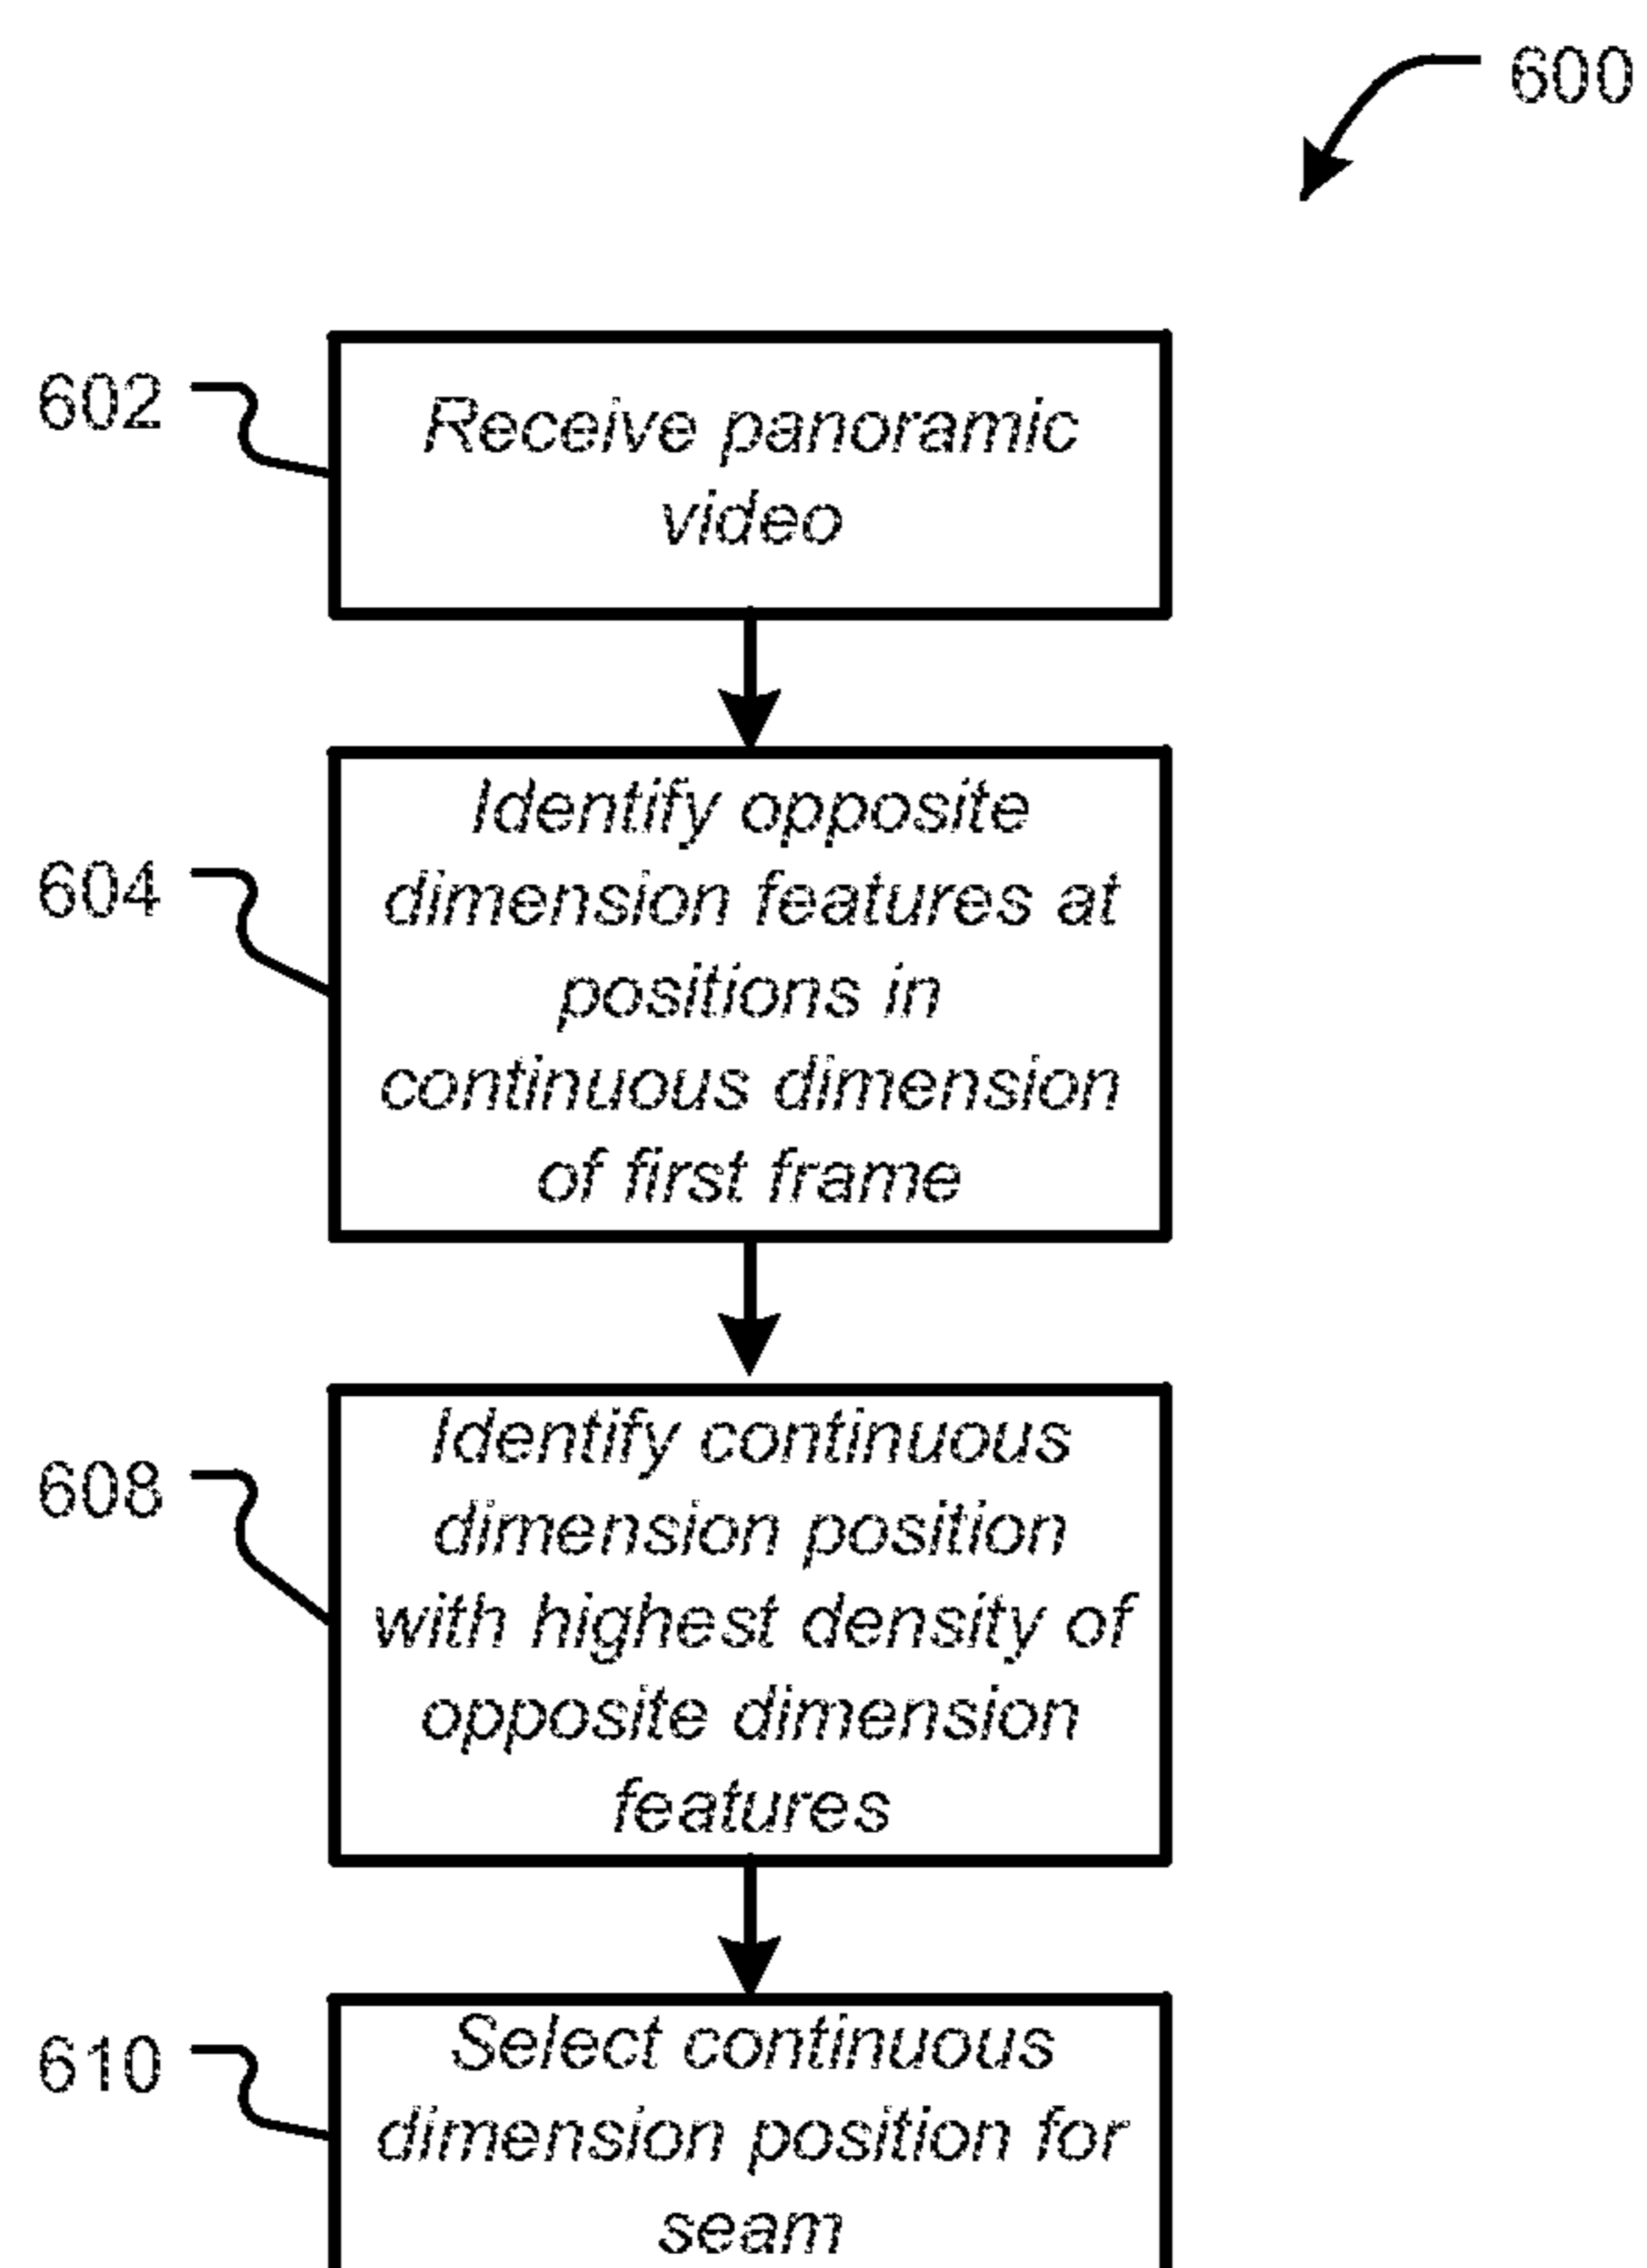 600
602
Receive panoramic
video
604
Identify opposite
dimension features at
positions in
continuous dimension
of first frame
608
Identify continuous
dimension position
with highest density of
opposite dimension
features
610
Select continuous
dimension position for
seam